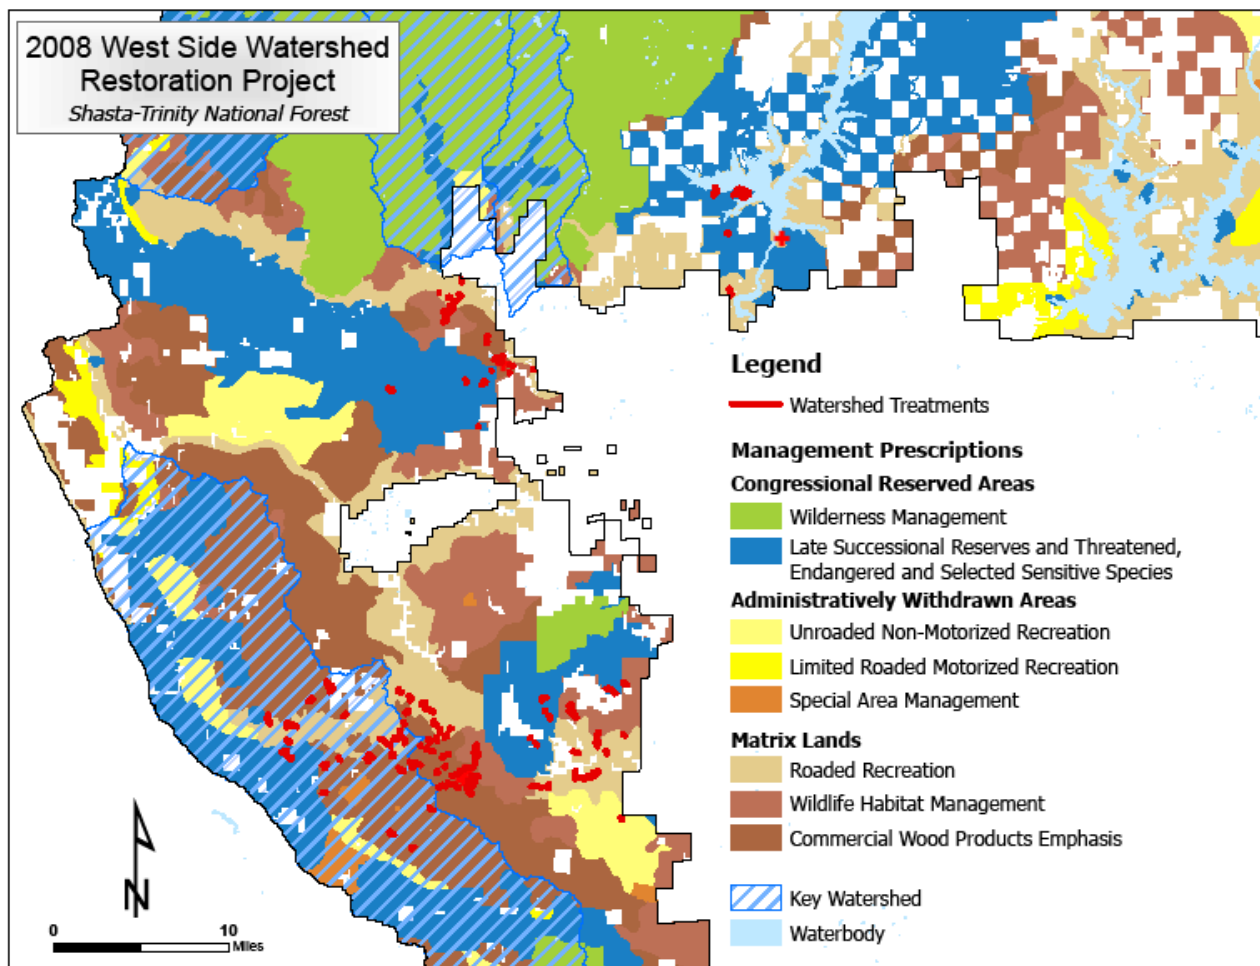 2008 West Side Watershed
Restoration Project
Shasta-Trinity National Forest
Legend
Watershed Treatments
Management Prescriptions
Congressional Reserved Areas
Wilderness Management
Late Successional Reserves and Threatened,
Endangered and Selected Sensitive Species
Administratively Withdrawn Areas
Unroaded Non-Motorized Recreation
Limited Roaded Motorized Recreation
Special Area Management
Matrix Lands
Roaded Recreation
Wildlife Habitat Management
Commercial Wood Products Emphasis
Key Watershed
Waterbody
N
0 10
Miles